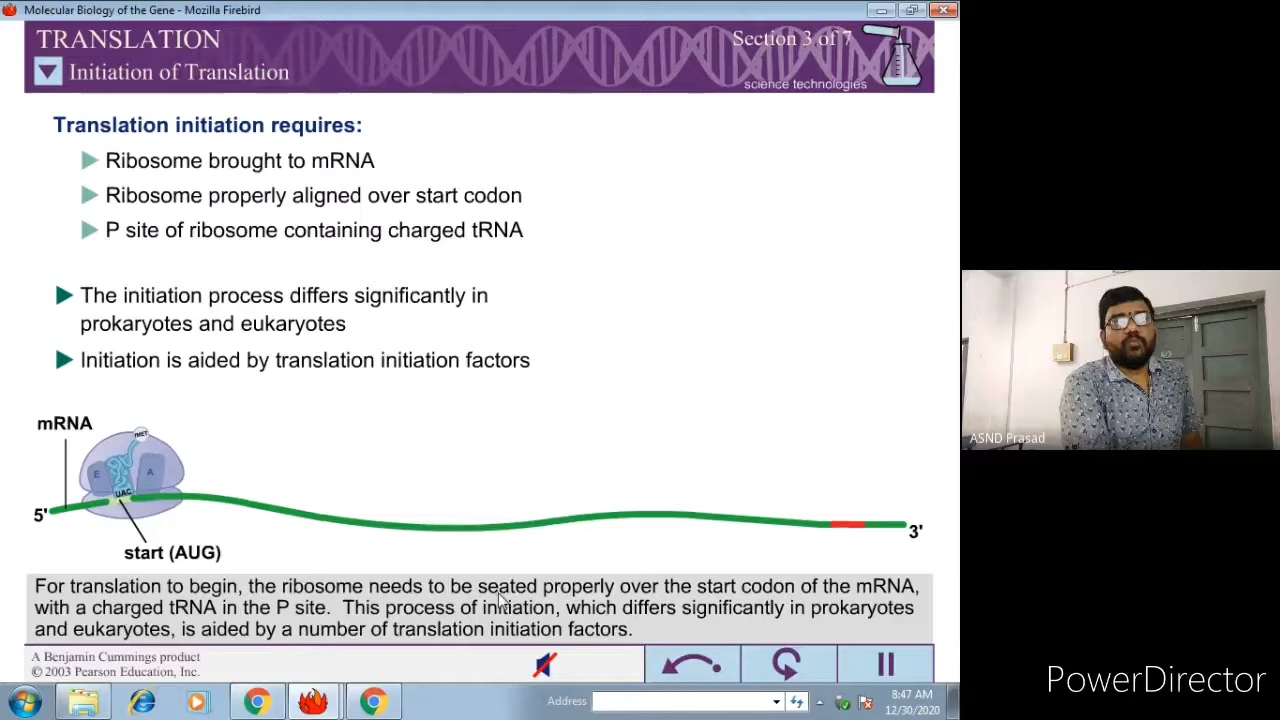 Molecular Biology of the Gene - Mozilla Firebird
TRANSLATION
Section 3 of 7
Initiation of Translation
science technologies
Translation initiation requires:
Ribosome brought to mRNA
Ribosome properly aligned over start codon
P site of ribosome containing charged tRNA
The initiation process differs significantly in
prokaryotes and eukaryotes
Initiation is aided by translation initiation factors
mRNA
fMET
E
A
UAC
5'
3'
start (AUG)
For translation to begin, the ribosome needs to be seated properly over the start codon of the mRNA,
with a charged tRNA in the P site. This process of initiation, which differs significantly in prokaryotes
and eukaryotes, is aided by a number of translation initiation factors.
A Benjamin Cummings product
© 2003 Pearson Education, Inc.
Address
8:47 AM
12/30/2020
ASND Prasad
PowerDirector